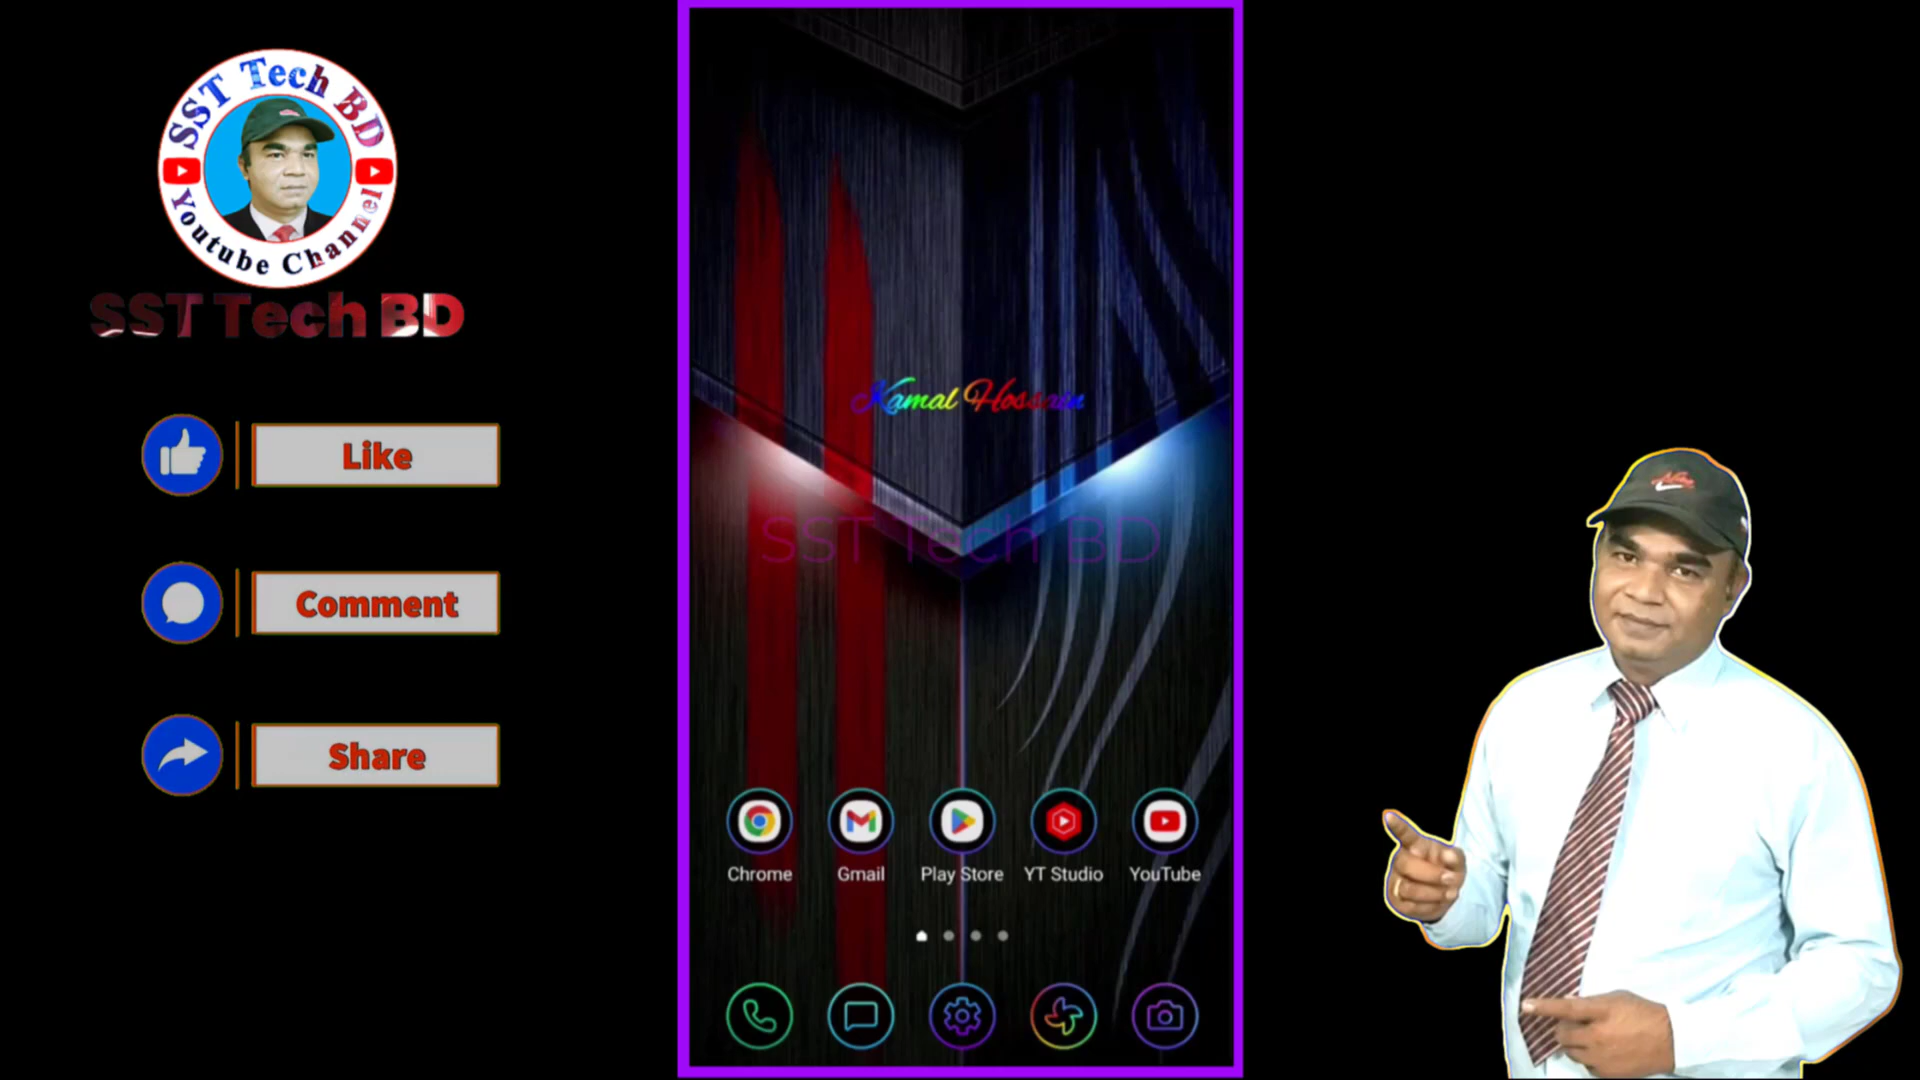 SST Tech BD
Youtube Channel
SST Tech BD
Like
Comment
Share
Kamal Hossain
SST Tech BD
Chrome
Gmail
Play Store
YT Studio
YouTube